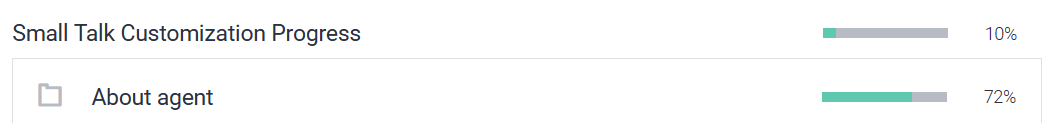 Small Talk Customization Progress 10%
About agent 72%